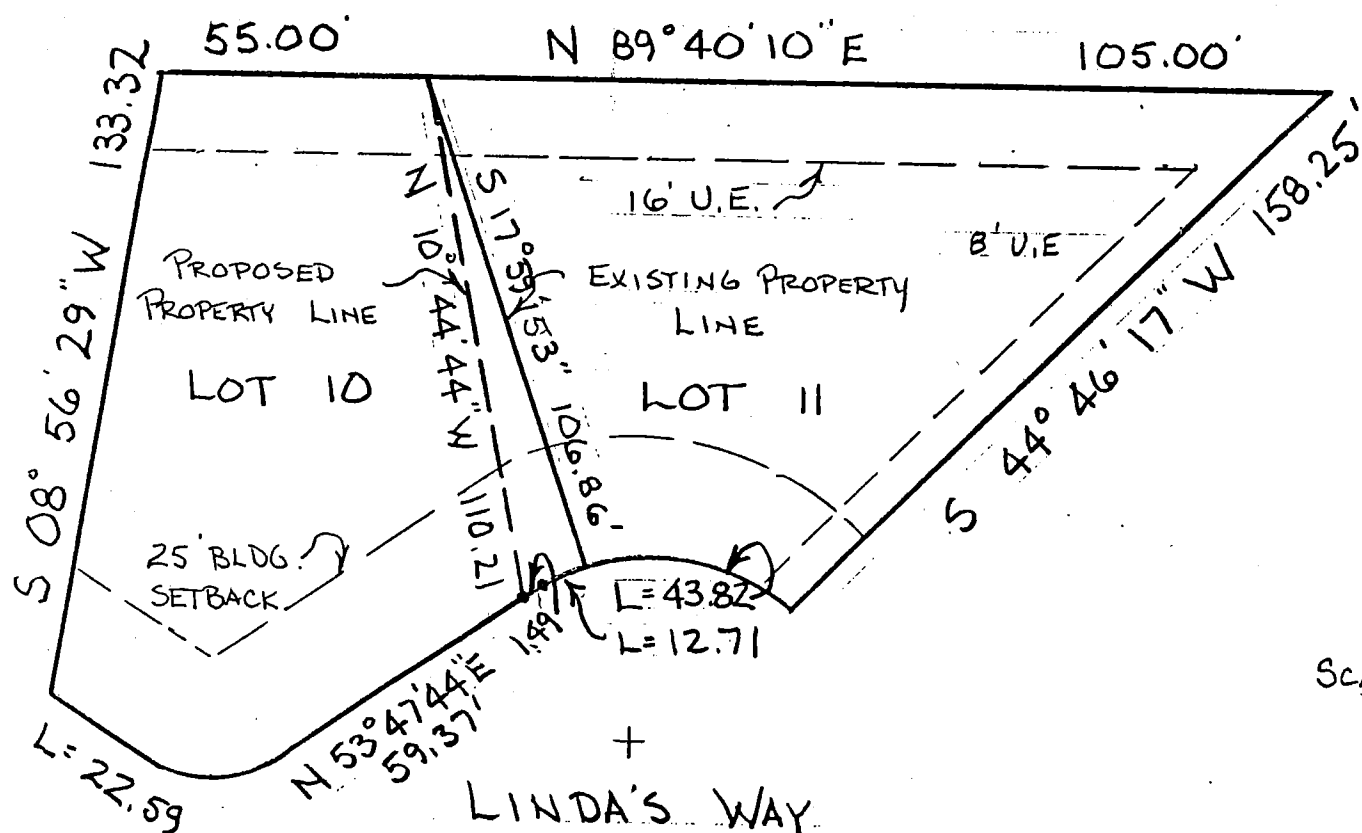 55.00'
N 89°40'10"E
105.00'
133.32
S 08° 56' 29" W
16' U.E.
8' U.E
158.25'
S 44° 46' 17" W
N 10° 44' 44" W
110.21
S 17°59'53" 106.86
PROPOSED
PROPERTY LINE
EXISTING PROPERTY
LINE
LOT 10
LOT 11
25' BLDG.
SETBACK
1.49
L=43.82
L=12.71
N 53°47'44"E
59.37'
L=22.59
Sc
LINDA'S WAY